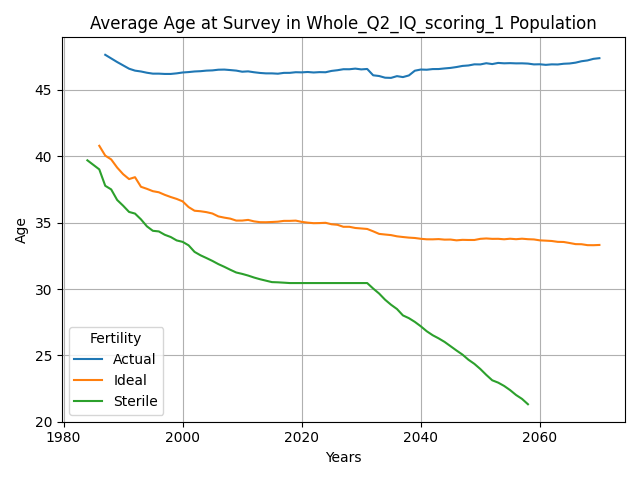 Average Age at Survey in Whole_Q2_IQ_scoring_1 Population
Age
45
40
35
30
25
20
Fertility
Actual
Ideal
Sterile
1980
2000
2020
2040
2060
Years